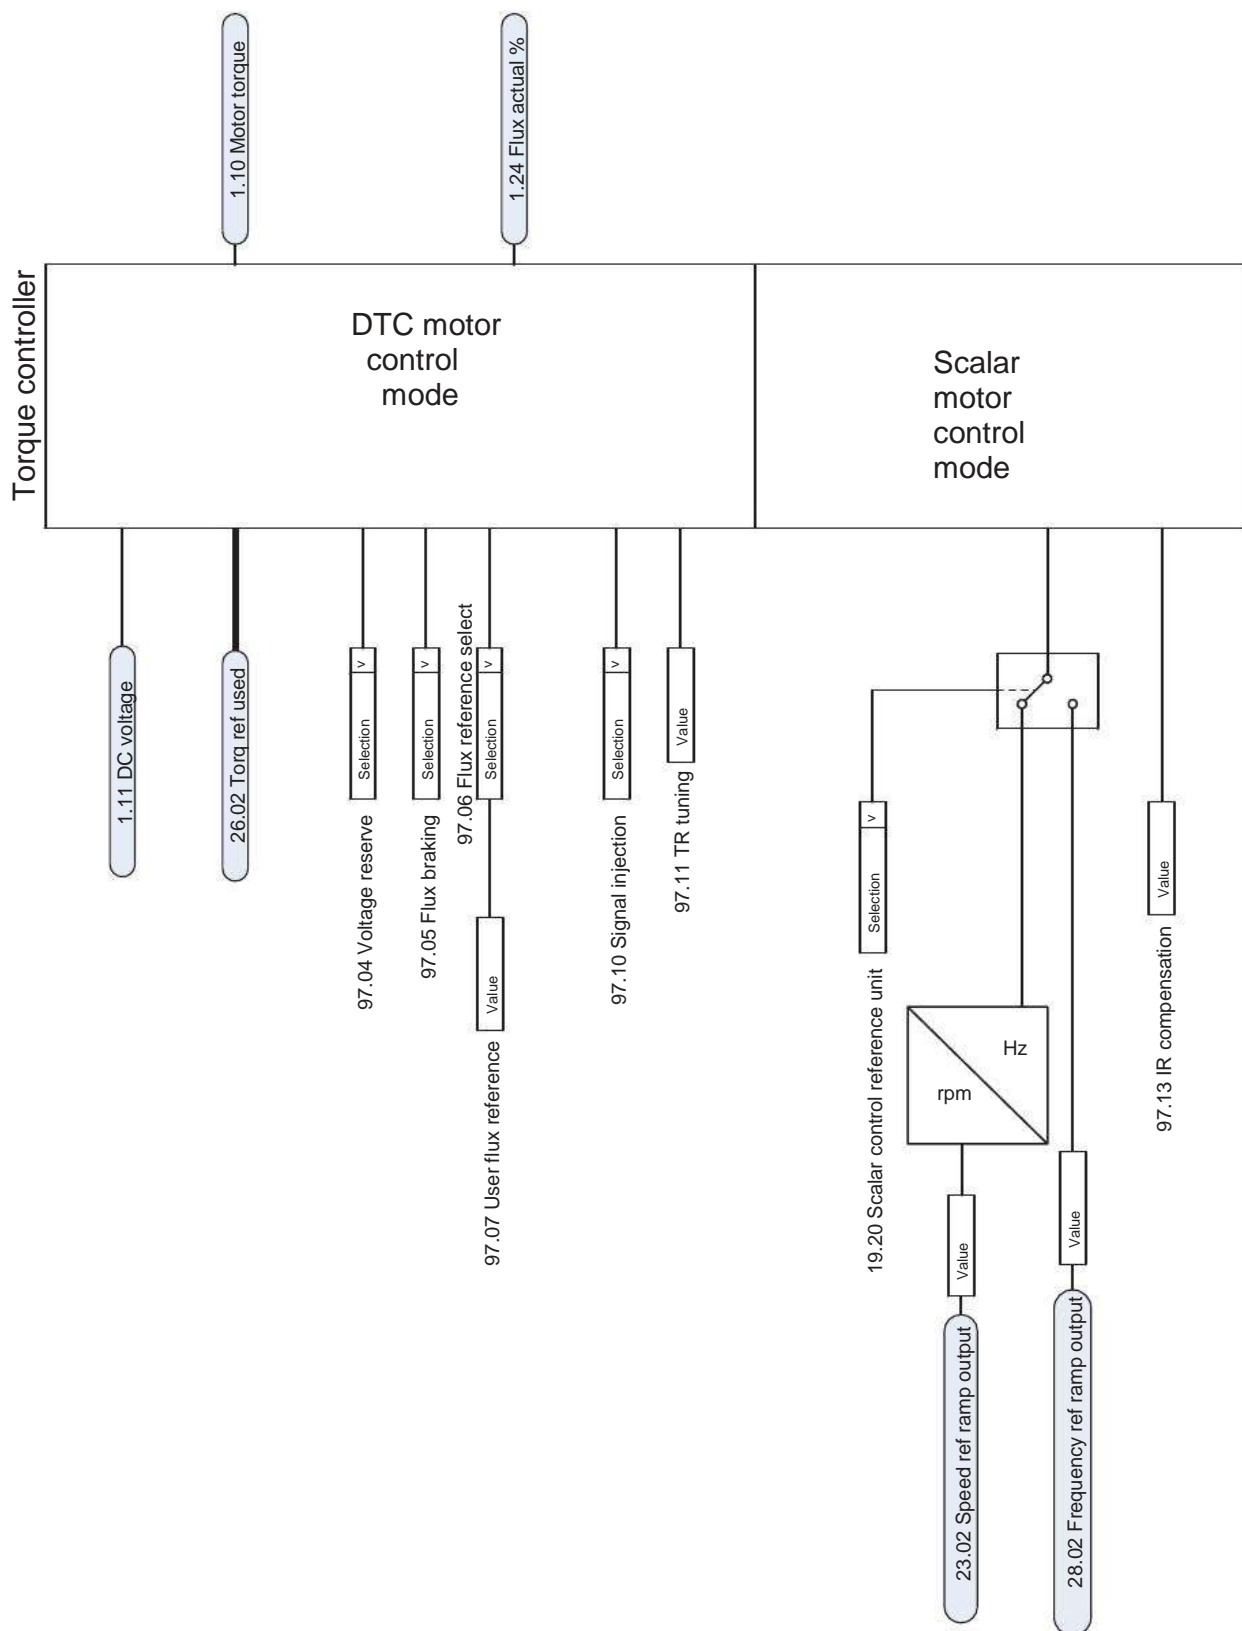 Torque controller
1.10 Motor torque
1.24 Flux actual %
DTC motor
control
mode
Scalar
motor
control
mode
1.11 DC voltage
26.02 Torq ref used
v
Selection
97.04 Voltage reserve
v
Selection
97.05 Flux braking
97.06 Flux reference select
v
Selection
Value
97.07 User flux reference
v
Selection
97.10 Signal injection
Value
97.11 TR tuning
v
Selection
19.20 Scalar control reference unit
Hz
rpm
Value
23.02 Speed ref ramp output
Value
28.02 Frequency ref ramp output
Value
97.13 IR compensation